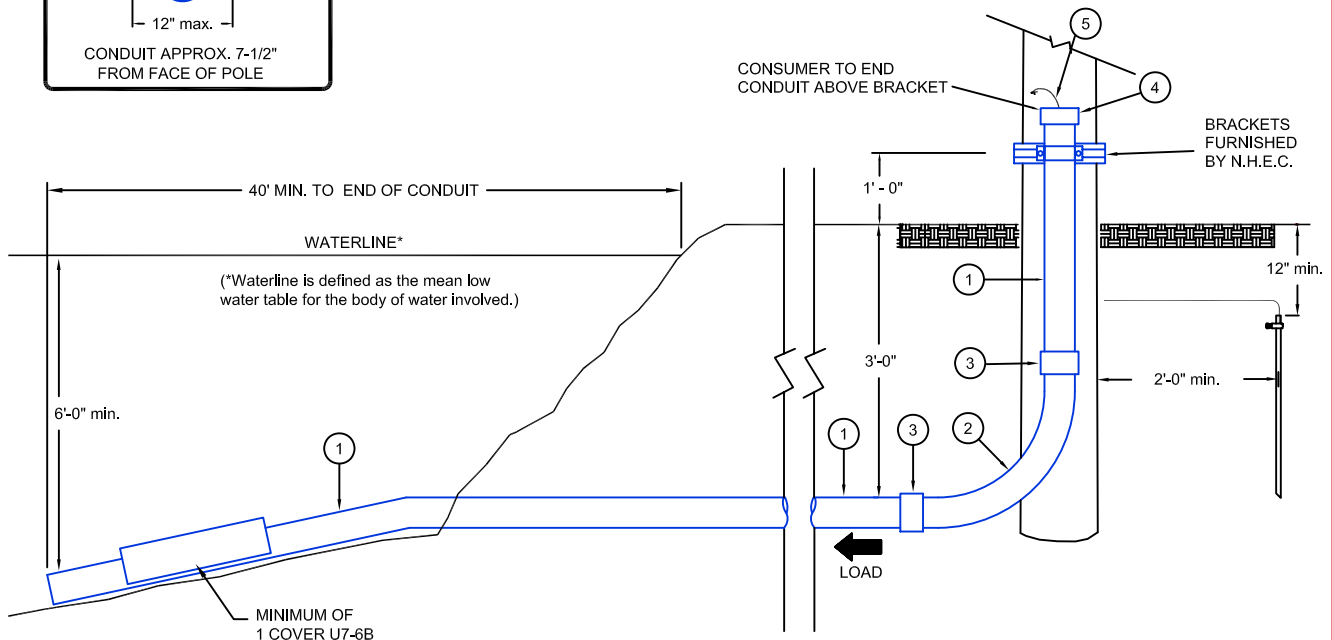 12" max.
CONDUIT APPROX. 7-1/2"
FROM FACE OF POLE
5
CONSUMER TO END
CONDUIT ABOVE BRACKET
4
BRACKETS
FURNISHED
BY N.H.E.C.
1' - 0"
40' MIN. TO  END OF CONDUIT
WATERLINE*
(*Waterline is defined as the mean low
water table for the body of water involved.)
12" min.
1
3'-0"
3
2'-0" min.
6'-0" min.
1
1
3
2
LOAD
MINIMUM OF
1 COVER U7-6B